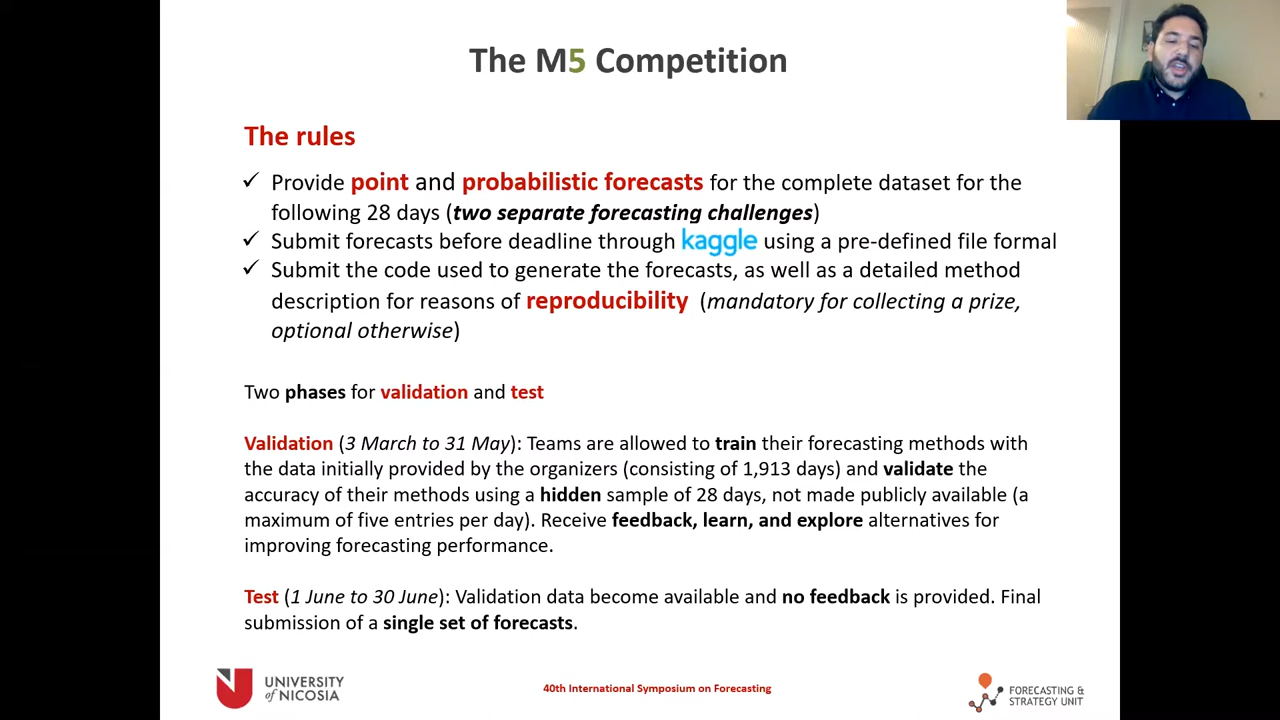 The M5 Competition
The rules
✓ Provide point and probabilistic forecasts for the complete dataset for the
following 28 days (two separate forecasting challenges)
✓ Submit forecasts before deadline through kaggle using a pre-defined file formal
✓ Submit the code used to generate the forecasts, as well as a detailed method
description for reasons of reproducibility (mandatory for collecting a prize,
optional otherwise)
Two phases for validation and test
Validation (3 March to 31 May): Teams are allowed to train their forecasting methods with
the data initially provided by the organizers (consisting of 1,913 days) and validate the
accuracy of their methods using a hidden sample of 28 days, not made publicly available (a
maximum of five entries per day). Receive feedback, learn, and explore alternatives for
improving forecasting performance.
Test (1 June to 30 June): Validation data become available and no feedback is provided. Final
submission of a single set of forecasts.
UNIVERSITY
of NICOSIA
40th International Symposium on Forecasting
FORECASTING &
STRATEGY UNIT